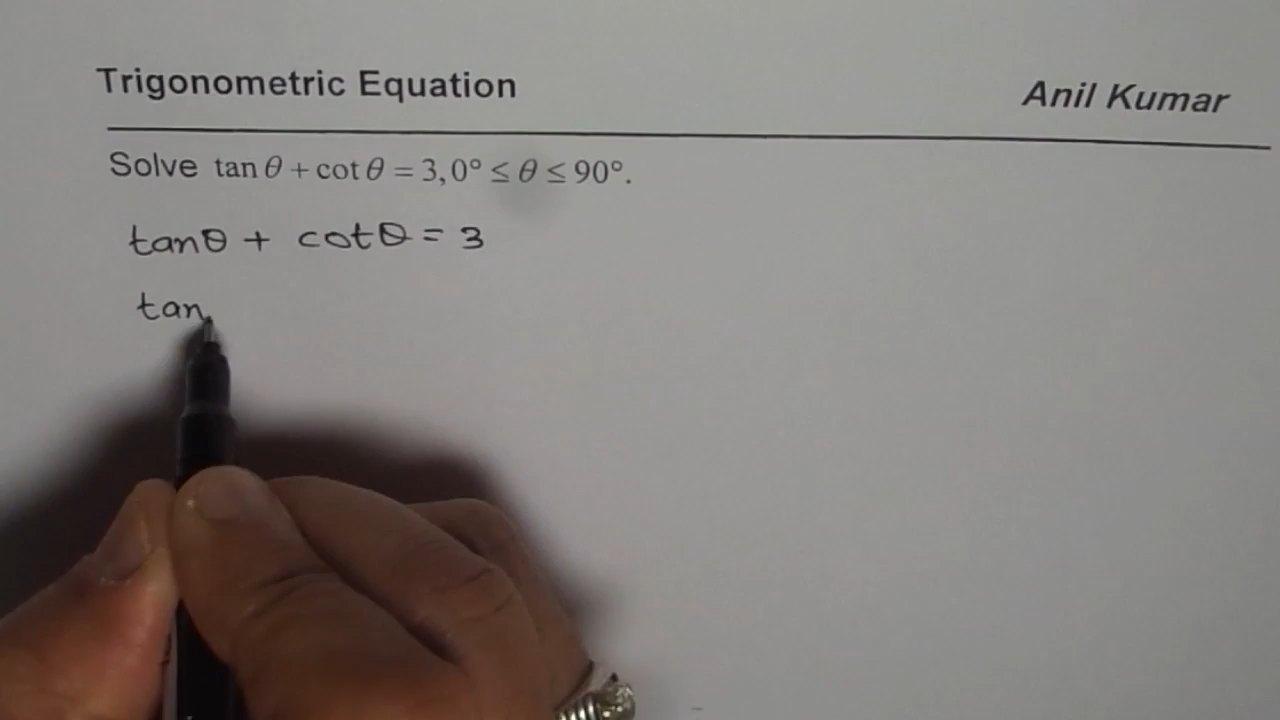 Trigonometric Equation
Anil Kumar
Solve tan θ + cot θ = 3, 0° ≤ θ ≤ 90°.
tanθ + cotθ = 3
tan